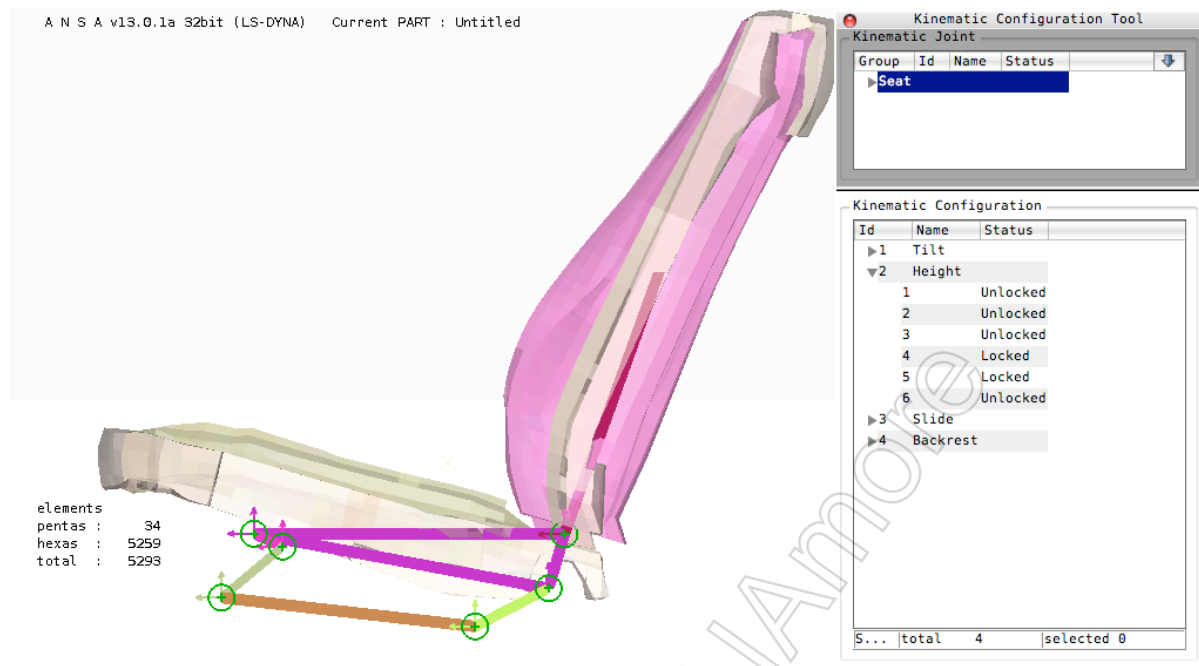 A N S A v13.0.1a 32bit (LS-DYNA) Current PART : Untitled
elements
pentas : 34
hexas : 5259
total : 5293
Kinematic Configuration Tool
Kinematic Joint
Group Id Name Status
Seat
Kinematic Configuration
Id Name Status
1 Tilt
2 Height
1 Unlocked
2 Unlocked
3 Unlocked
4 Locked
5 Locked
6 Unlocked
3 Slide
4 Backrest
S... total 4 selected 0